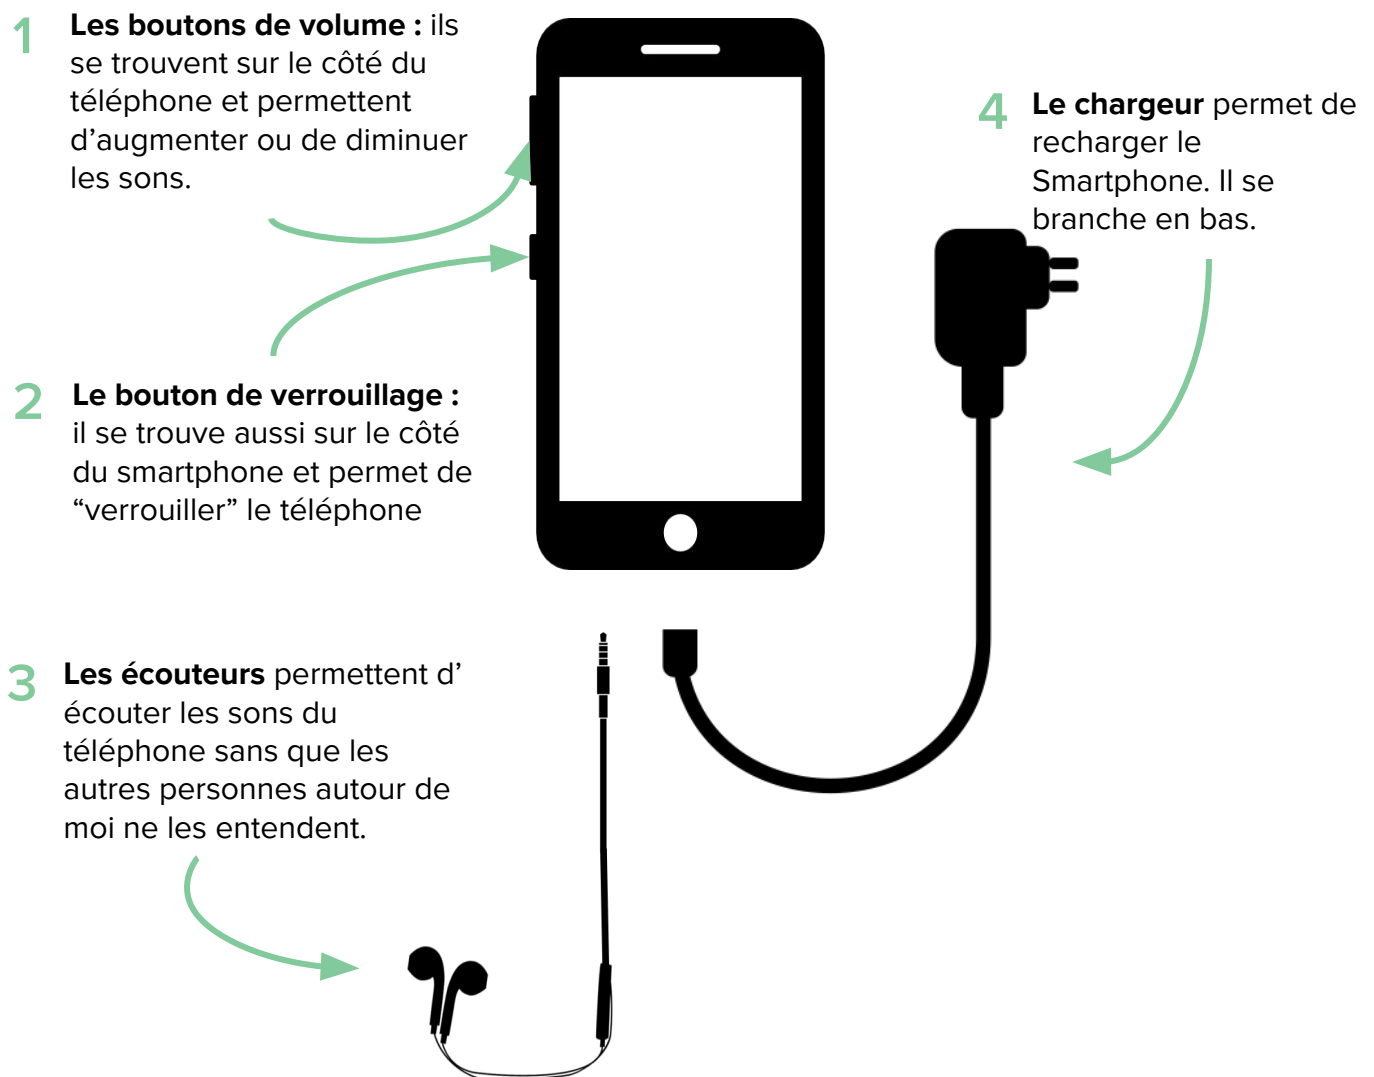 1
Les boutons de volume : ils
se trouvent sur le côté du
téléphone et permettent
d’augmenter ou de diminuer
les sons.
2
Le bouton de verrouillage :
il se trouve aussi sur le côté
du smartphone et permet de
“verrouiller” le téléphone
3
Les écouteurs permettent d’
écouter les sons du
téléphone sans que les
autres personnes autour de
moi ne les entendent.
4
Le chargeur permet de
recharger le
Smartphone. Il se
branche en bas.